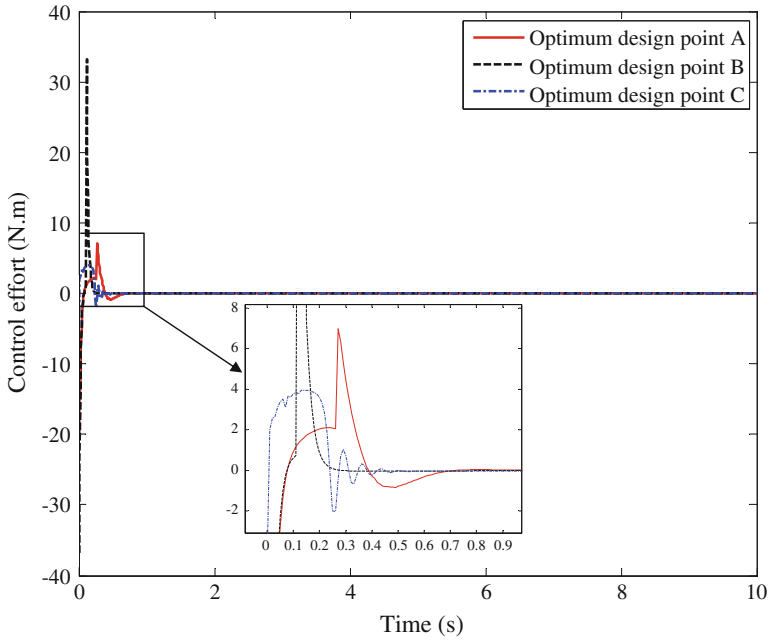 40
30
20
10
0
-10
-20
-30
-40
Control effort (N.m)
Optimum design point A
Optimum design point B
Optimum design point C
8
6
4
2
0
-2
0 0.1 0.2 0.3 0.4 0.5 0.6 0.7 0.8 0.9
0 2 4 6 8 10
Time (s)